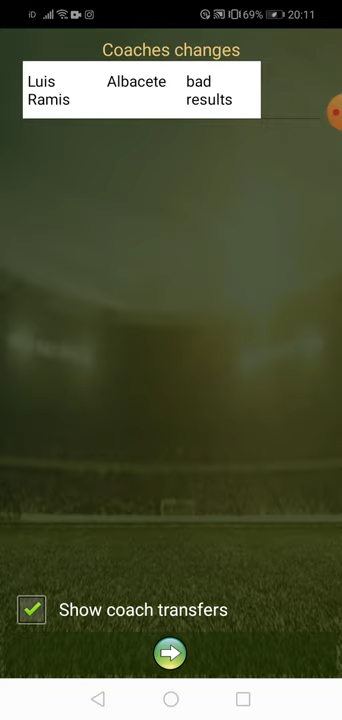 iD 69% 20:11
Coaches changes
Luis Albacete bad
Ramis results
Show coach transfers